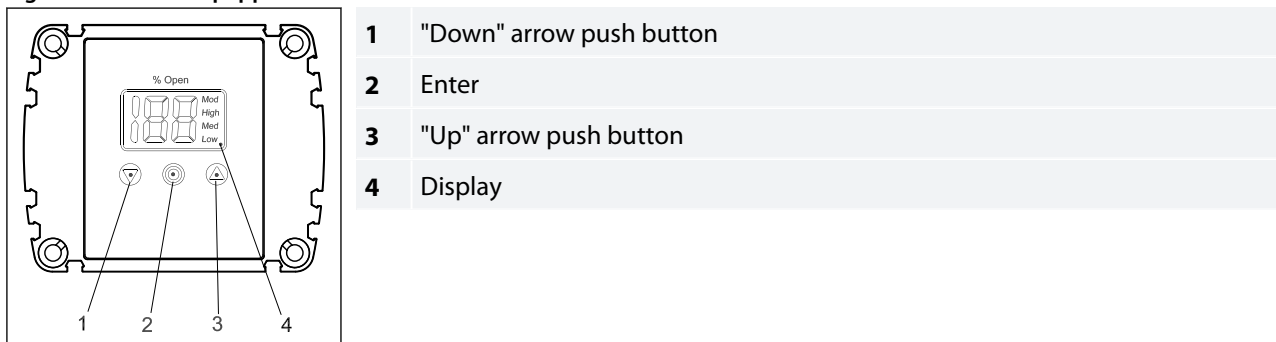 % Open
188
Mod
High
Med
Low
1 2 3 4
1 "Down" arrow push button
2 Enter
3 "Up" arrow push button
4 Display